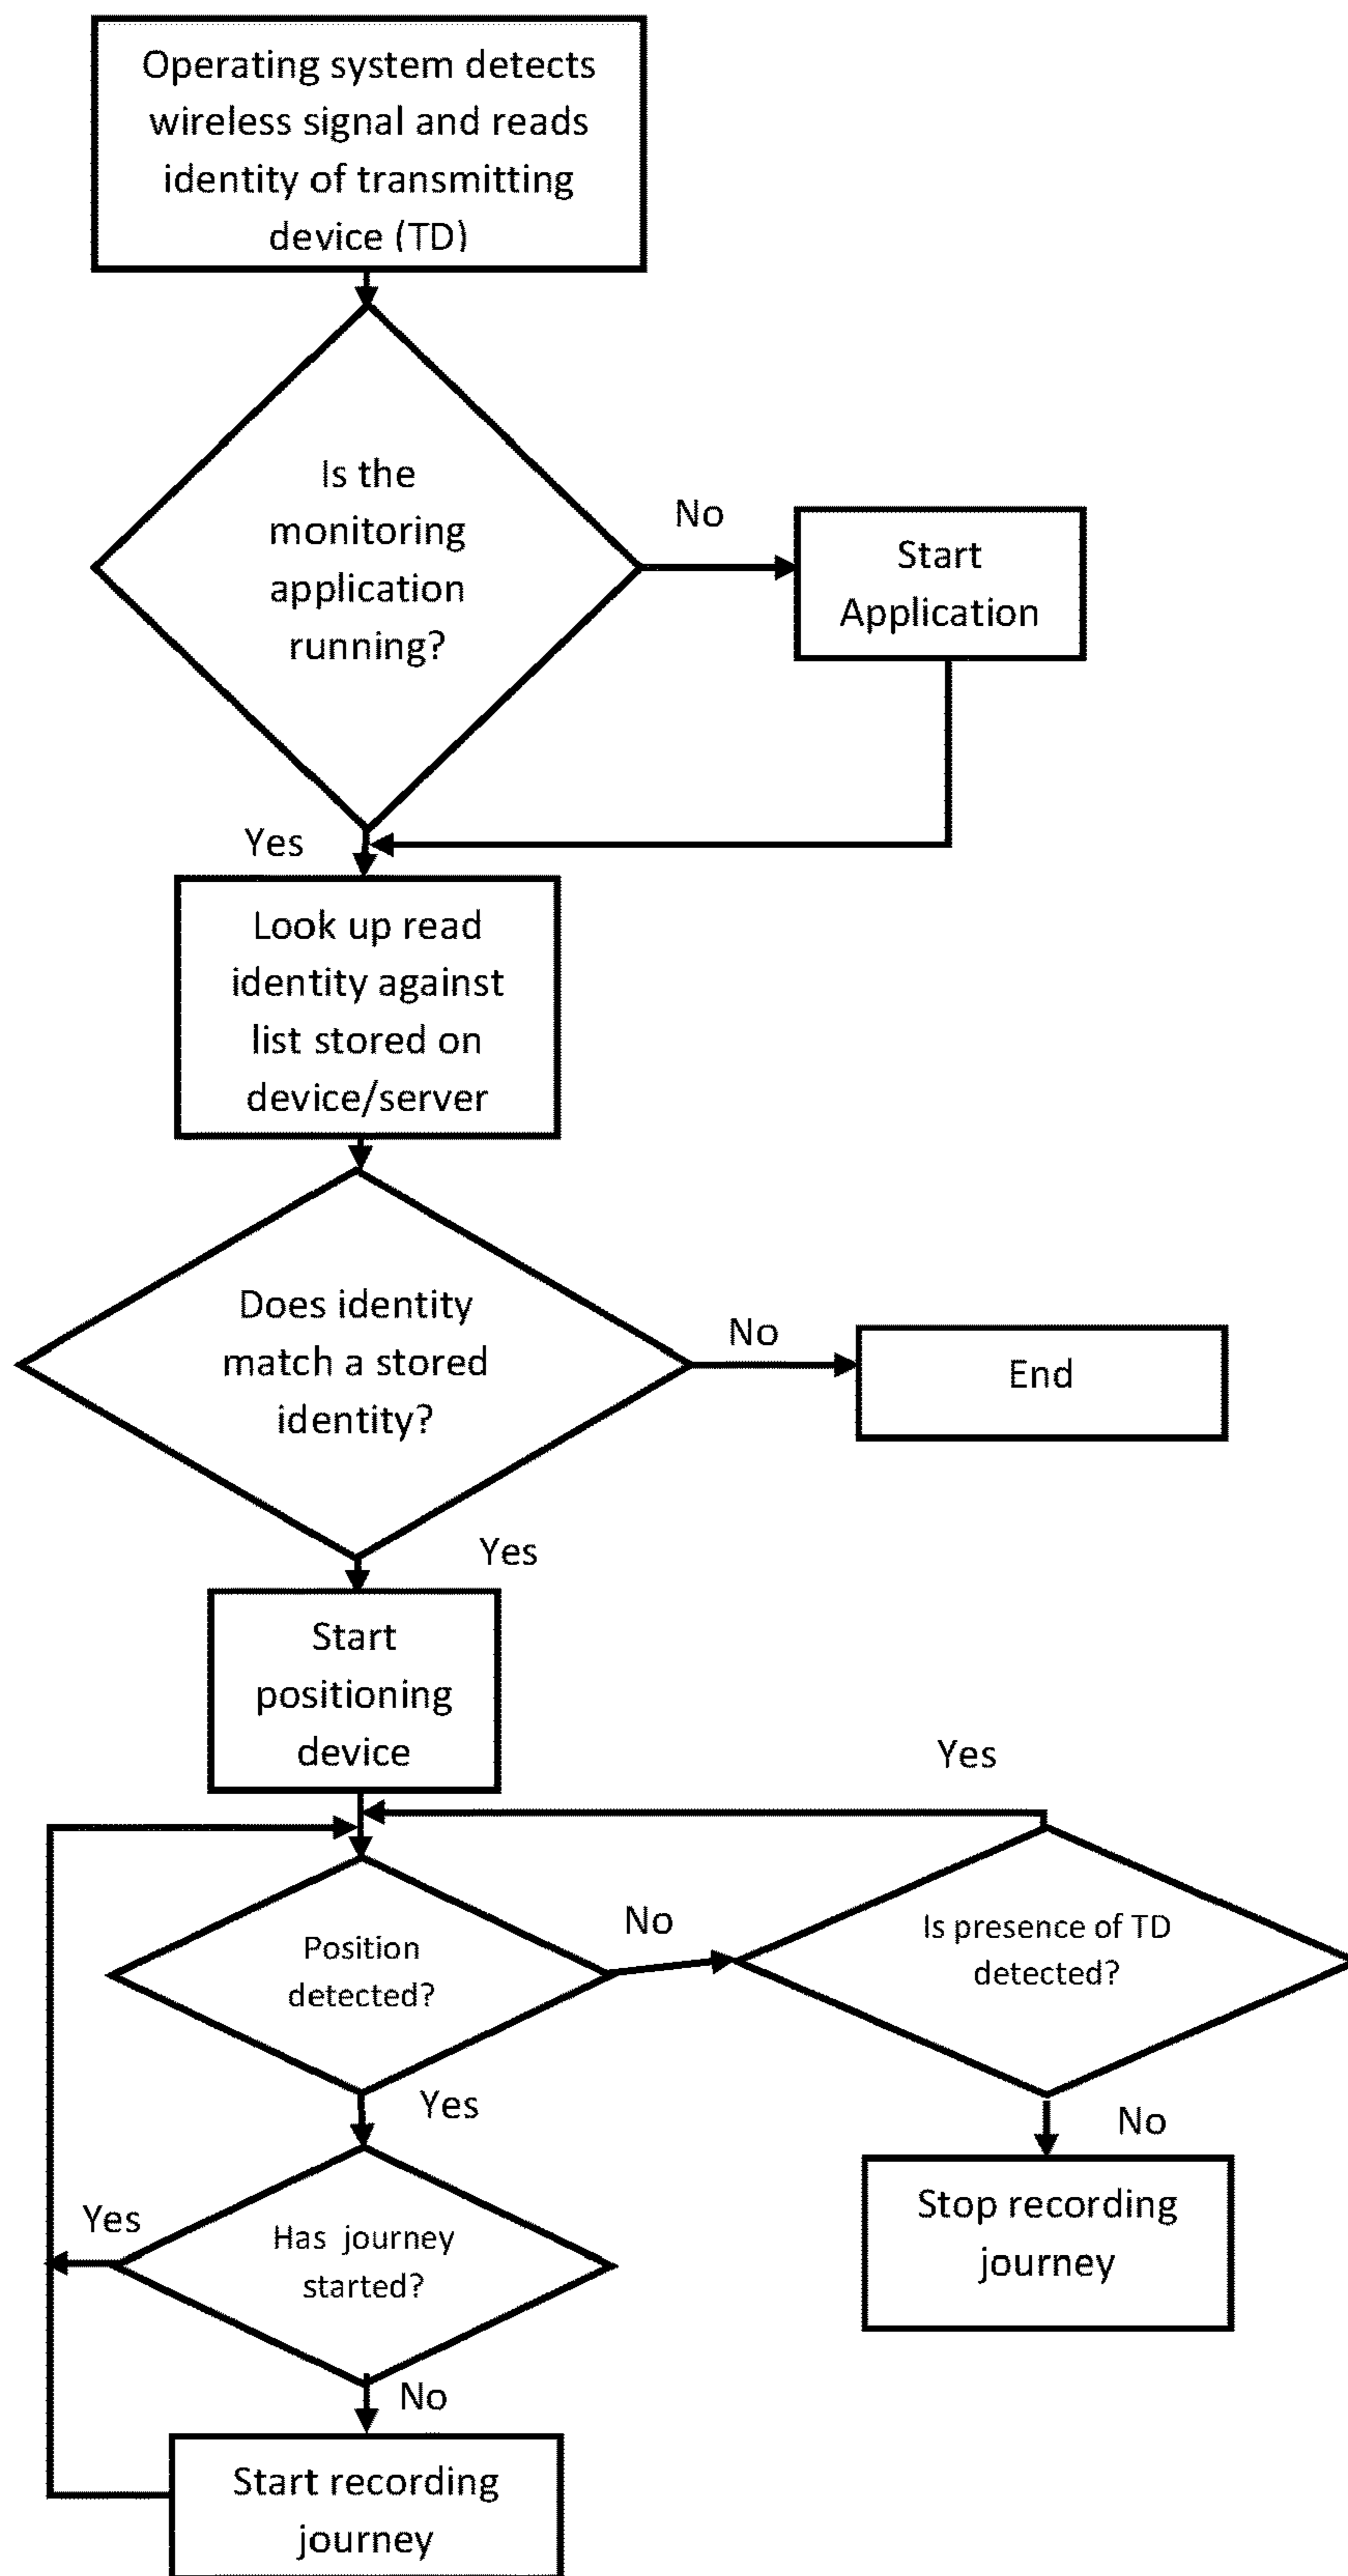 Operating system detects
wireless signal and reads
identity of transmitting
device (TD)
Is the
monitoring
application
running?
No
Start
Application
Yes
Look up read
identity against
list stored on
device/server
Does identity
match a stored
identity?
No
End
Yes
Start
positioning
device
Yes
Position
detected?
No
Is presence of TD
detected?
Yes
No
Stop recording
journey
Yes
Has journey
started?
No
Start recording
journey